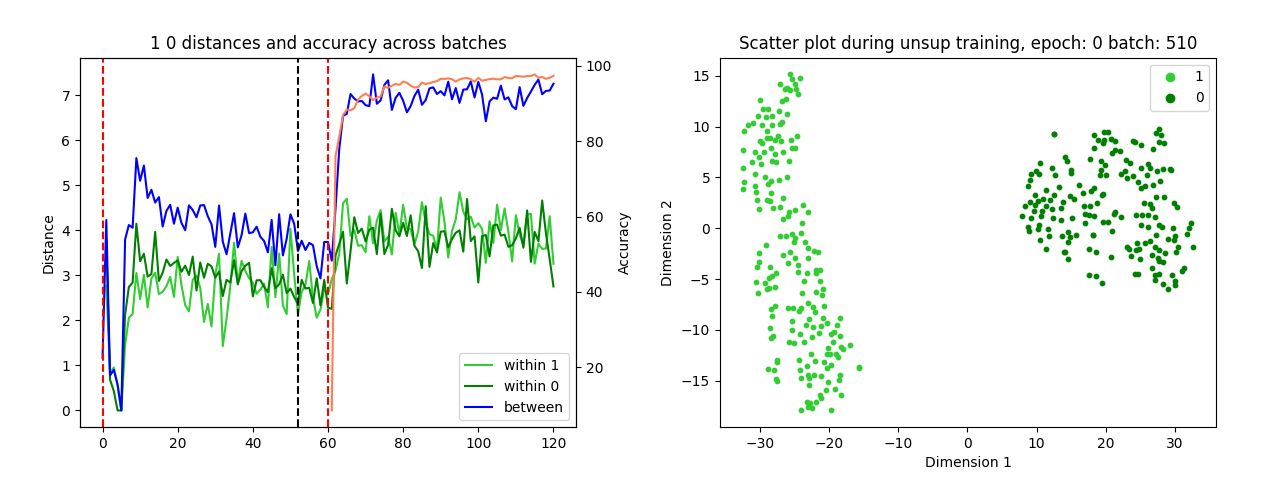 1 0 distances and accuracy across batches
Distance
7
6
5
4
3
2
1
0
0 20 40 60 80 100 120
100
80
60
40
20
Accuracy
within 1
within 0
between
Scatter plot during unsup training, epoch: 0 batch: 510
Dimension 2
15
10
5
0
−5
−10
−15
−30 −20 −10 0 10 20 30
Dimension 1
1
0